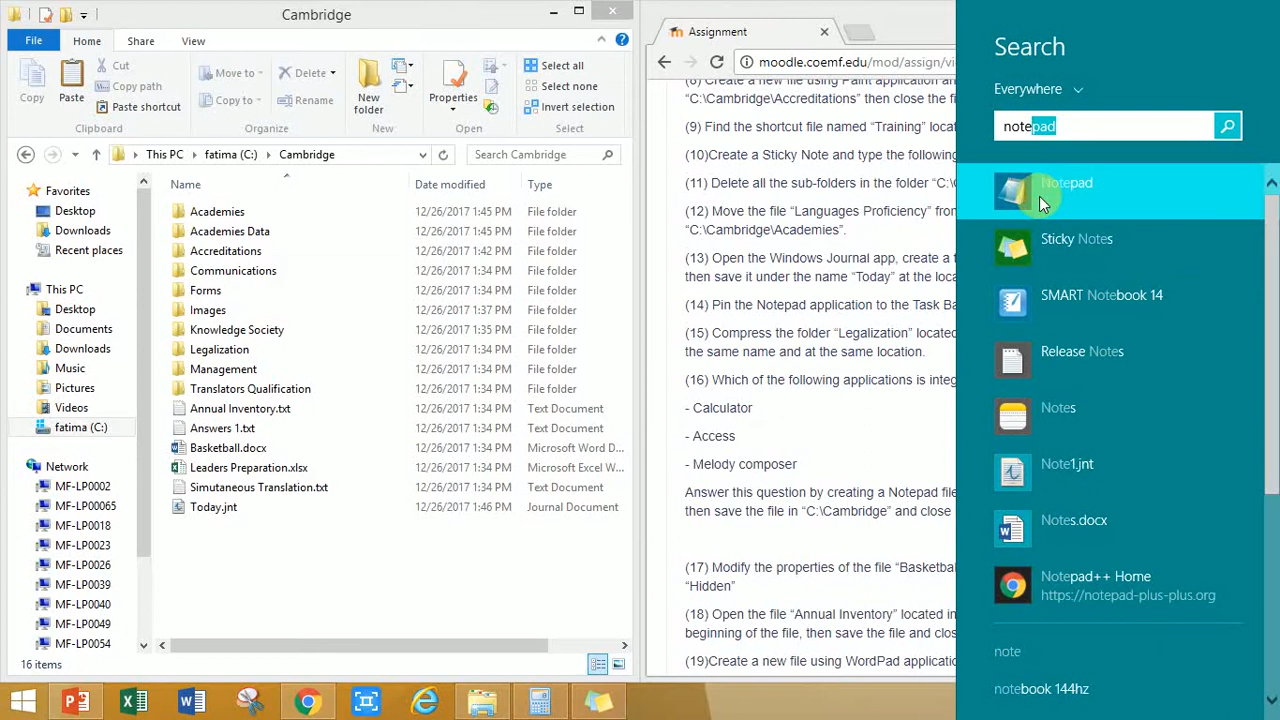 Cambridge
File
Home
Share
View
Copy
Paste
Cut
Copy path
Paste shortcut
Clipboard
Move to
Copy to
Delete
Rename
Organize
New
folder
New
Properties
Open
Select all
Select none
Invert selection
Select
This PC
fatima (C:)
Cambridge
Search Cambridge
Favorites
Desktop
Downloads
Recent places
This PC
Desktop
Documents
Downloads
Music
Pictures
Videos
fatima (C:)
Network
MF-LP0002
MF-LP00065
MF-LP0018
MF-LP0023
MF-LP0026
MF-LP0039
MF-LP0040
MF-LP0049
MF-LP0054
Name Date modified Type
Academies 12/26/2017 1:45 PM File folder
Academies Data 12/26/2017 1:45 PM File folder
Accreditations 12/26/2017 1:42 PM File folder
Communications 12/26/2017 1:34 PM File folder
Forms 12/26/2017 1:34 PM File folder
Images 12/26/2017 1:37 PM File folder
Knowledge Society 12/26/2017 1:34 PM File folder
Legalization 12/26/2017 1:34 PM File folder
Management 12/26/2017 1:34 PM File folder
Translators Qualification 12/26/2017 1:34 PM File folder
Annual Inventory.txt 12/26/2017 1:34 PM Text Document
Answers 1.txt 12/26/2017 1:34 PM Text Document
Basketball.docx 12/26/2017 1:34 PM Microsoft Word D...
Leaders Preparation.xlsx 12/26/2017 1:34 PM Microsoft Excel W...
Simutaneous Translation.txt 12/26/2017 1:34 PM Text Document
Today.jnt 12/26/2017 1:46 PM Journal Document
16 items
Assignment
moodle.coemf.edu/mod/assign/vi
(8) Create a new file using Paint application an
“C:\Cambridge\Accreditations” then close the fi
(9) Find the shortcut file named “Training” locat
(10)Create a Sticky Note and type the following
(11) Delete all the sub-folders in the folder “C:\
(12) Move the file “Languages Proficiency” from
“C:\Cambridge\Academies”.
(13) Open the Windows Journal app, create a
then save it under the name “Today” at the loca
(14) Pin the Notepad application to the Task Ba
(15) Compress the folder “Legalization” located
the same name and at the same location.
(16) Which of the following applications is integ
- Calculator
- Access
- Melody composer
Answer this question by creating a Notepad file
then save the file in “C:\Cambridge” and close
(17) Modify the properties of the file “Basketba
“Hidden”
(18) Open the file “Annual Inventory” located in
beginning of the file, then save the file and clos
(19)Create a new file using WordPad applicatio
Search
Everywhere
notepad
Notepad
Sticky Notes
SMART Notebook 14
Release Notes
Notes
Note1.jnt
Notes.docx
Notepad++ Home
https://notepad-plus-plus.org
note
notebook 144hz